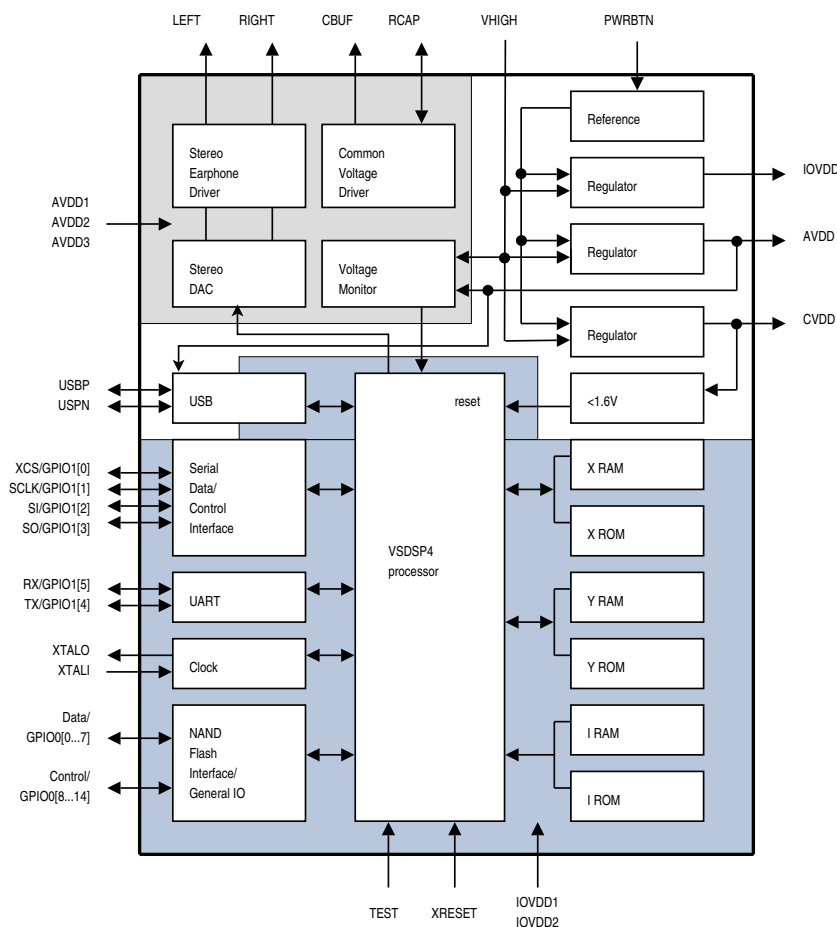 LEFT RIGHT CBUF RCAP VHIGH PWRBTN
Reference
Stereo
Earphone
Driver
Common
Voltage
Driver
Regulator
IOVDD
AVDD1
AVDD2
AVDD3
Stereo
DAC
Voltage
Monitor
Regulator
AVDD
Regulator
CVDD
USBP
USPN
USB
reset
<1.6V
XCS/GPIO1[0]
SCLK/GPIO1[1]
SI/GPIO1[2]
SO/GPIO1[3]
Serial
Data/
Control
Interface
X RAM
X ROM
VSDSP4
processor
RX/GPIO1[5]
TX/GPIO1[4]
UART
Y RAM
XTALO
XTALI
Clock
Y ROM
Data/
GPIO0[0...7]
Control/
GPIO0[8...14]
NAND
Flash
Interface/
General IO
I RAM
I ROM
TEST XRESET IOVDD1
IOVDD2